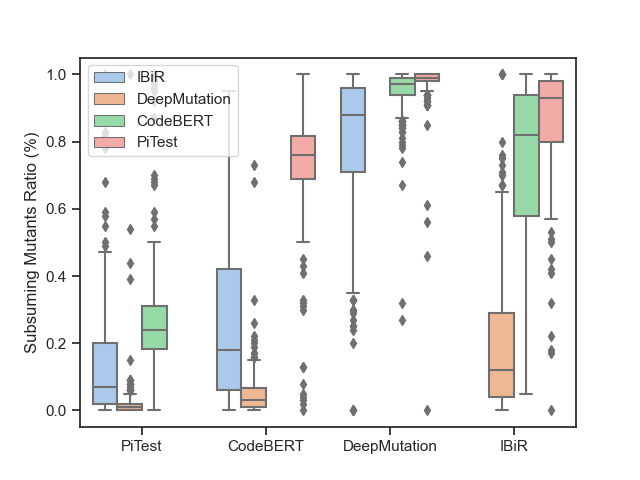 Subsuming Mutants Ratio (%)
1.0
0.8
0.6
0.4
0.2
0.0
IBiR
DeepMutation
CodeBERT
PiTest
PiTest CodeBERT DeepMutation IBiR